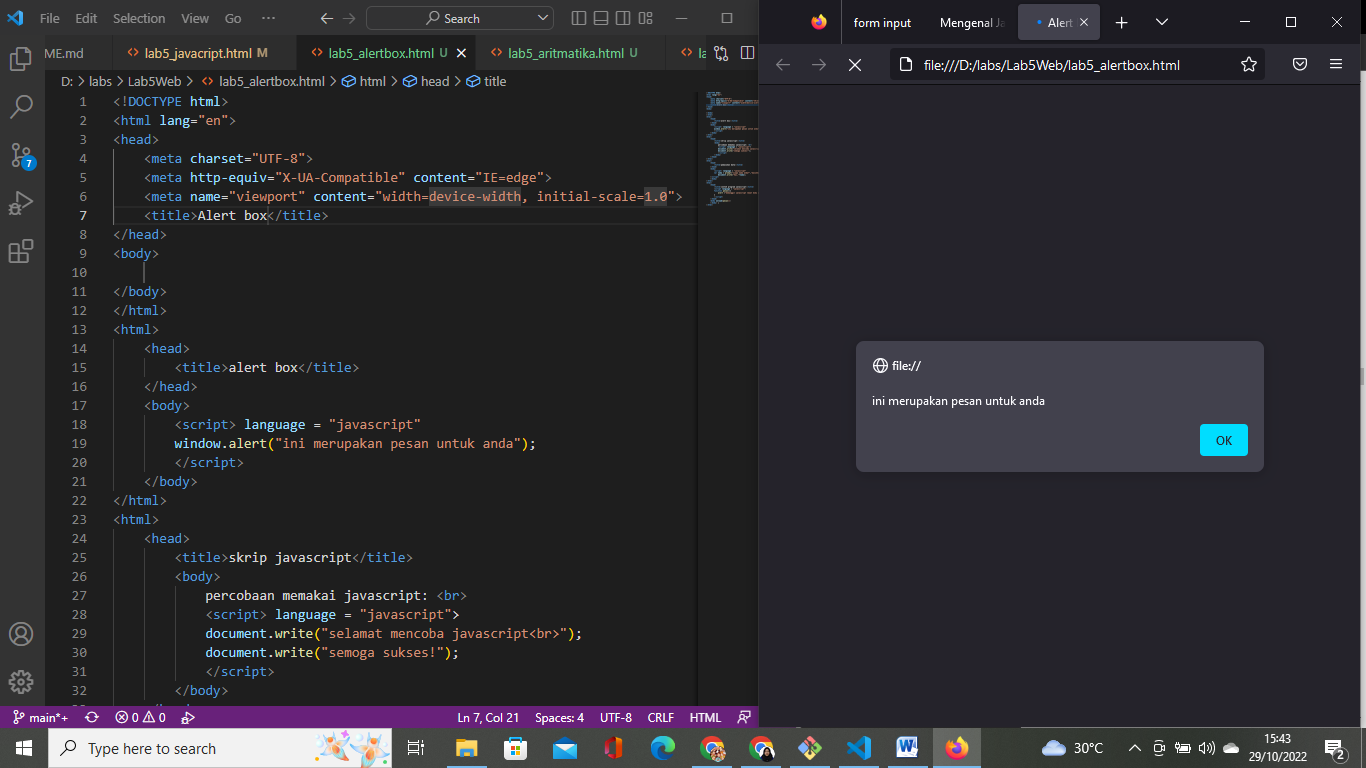 File Edit Selection View Go ··· Search
ME.md lab5_javacript.html M lab5_alertbox.html U lab5_aritmatika.html U la
D: > labs > Lab5Web > lab5_alertbox.html > html > head > title
1 <!DOCTYPE html>
2 <html lang="en">
3 <head>
4 <meta charset="UTF-8">
5 <meta http-equiv="X-UA-Compatible" content="IE=edge">
6 <meta name="viewport" content="width=device-width, initial-scale=1.0">
7 <title>Alert box</title>
8 </head>
9 <body>
10
11 </body>
12 </html>
13 <html>
14 <head>
15 <title>alert box</title>
16 </head>
17 <body>
18 <script> language = "javascript"
19 window.alert("ini merupakan pesan untuk anda");
20 </script>
21 </body>
22 </html>
23 <html>
24 <head>
25 <title>skrip javascript</title>
26 <body>
27 percobaan memakai javascript: <br>
28 <script> language = "javascript">
29 document.write("selamat mencoba javascript<br>");
30 document.write("semoga sukses!");
31 </script>
32 </body>
7
main*+ 0 0 Ln 7, Col 21 Spaces: 4 UTF-8 CRLF HTML
form input Mengenal Ja Alert
file:///D:/labs/Lab5Web/lab5_alertbox.html
file://
ini merupakan pesan untuk anda
OK
Type here to search
30°C
15:43
29/10/2022
2